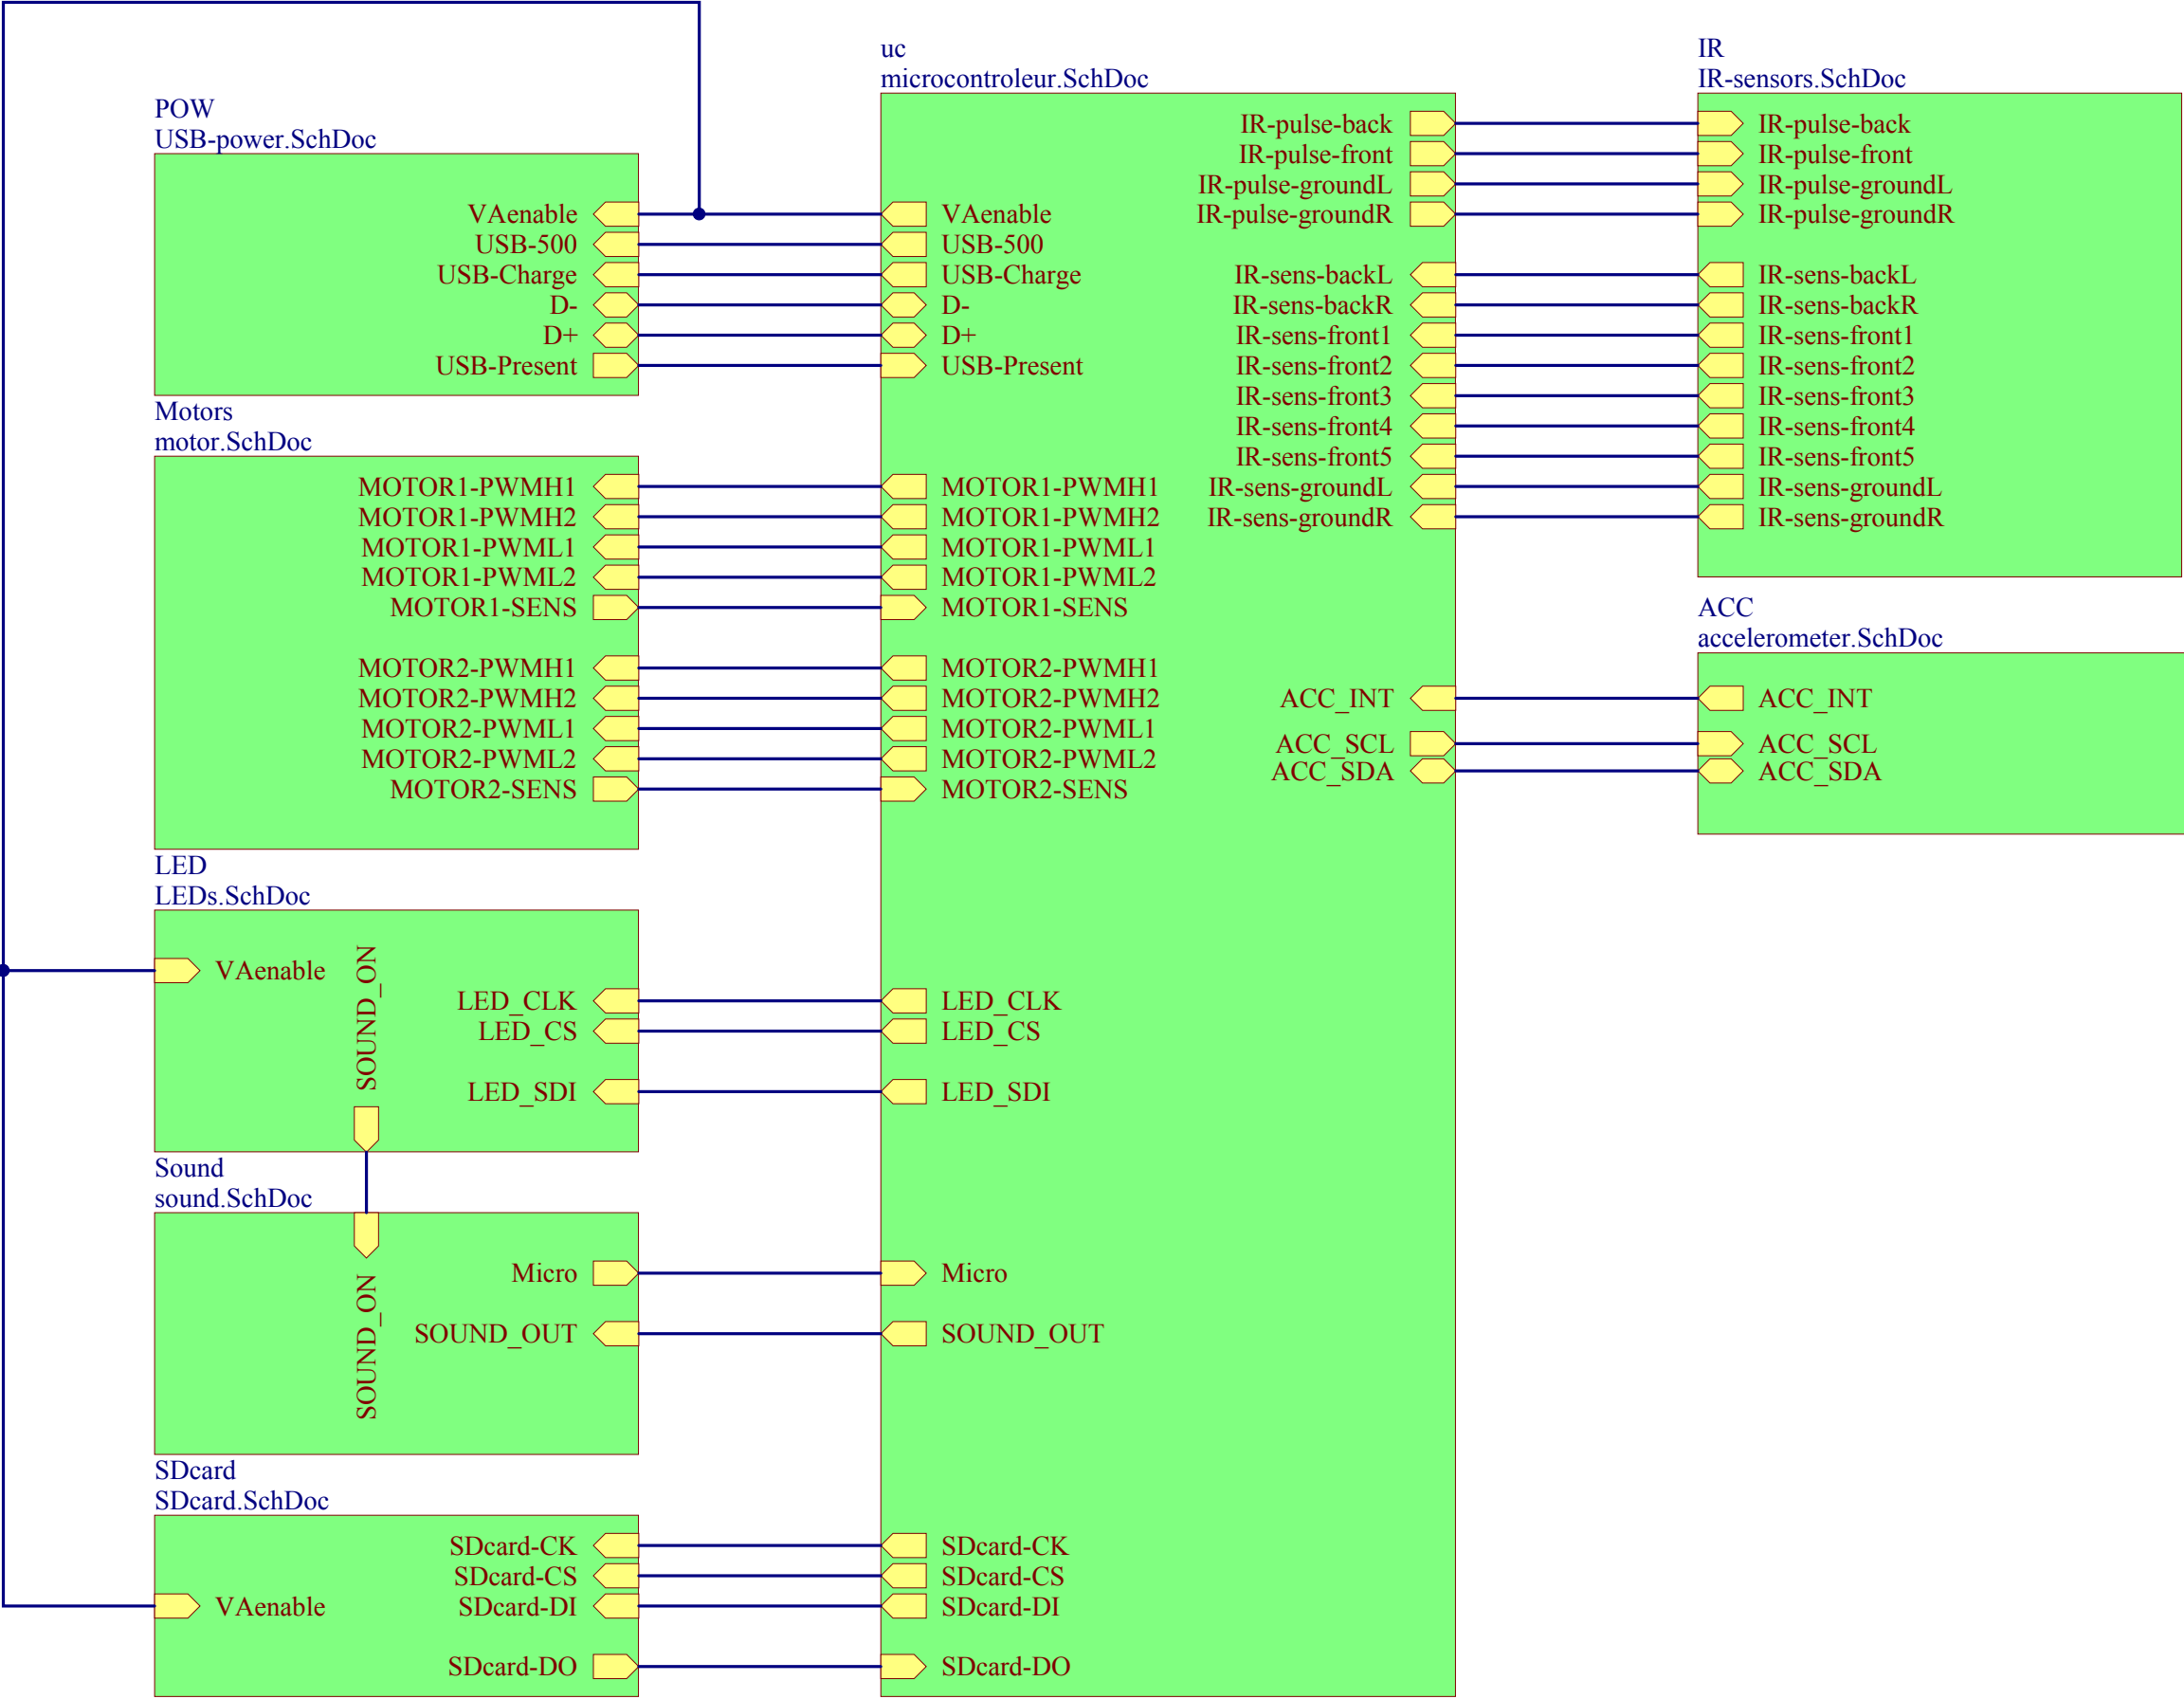 POW
USB-power.SchDoc
VAenable
USB-500
USB-Charge
D-
D+
USB-Present
Motors
motor.SchDoc
MOTOR1-PWMH1
MOTOR1-PWMH2
MOTOR1-PWML1
MOTOR1-PWML2
MOTOR1-SENS
MOTOR2-PWMH1
MOTOR2-PWMH2
MOTOR2-PWML1
MOTOR2-PWML2
MOTOR2-SENS
LED
LEDs.SchDoc
VAenable
SOUND_ON
LED_CLK
LED_CS
LED_SDI
Sound
sound.SchDoc
SOUND_ON
Micro
SOUND_OUT
SDcard
SDcard.SchDoc
VAenable
SDcard-CK
SDcard-CS
SDcard-DI
SDcard-DO
uc
microcontroleur.SchDoc
VAenable
USB-500
USB-Charge
D-
D+
USB-Present
MOTOR1-PWMH1
MOTOR1-PWMH2
MOTOR1-PWML1
MOTOR1-PWML2
MOTOR1-SENS
MOTOR2-PWMH1
MOTOR2-PWMH2
MOTOR2-PWML1
MOTOR2-PWML2
MOTOR2-SENS
LED_CLK
LED_CS
LED_SDI
Micro
SOUND_OUT
SDcard-CK
SDcard-CS
SDcard-DI
SDcard-DO
IR-pulse-back
IR-pulse-front
IR-pulse-groundL
IR-pulse-groundR
IR-sens-backL
IR-sens-backR
IR-sens-front1
IR-sens-front2
IR-sens-front3
IR-sens-front4
IR-sens-front5
IR-sens-groundL
IR-sens-groundR
ACC_INT
ACC_SCL
ACC_SDA
IR
IR-sensors.SchDoc
IR-pulse-back
IR-pulse-front
IR-pulse-groundL
IR-pulse-groundR
IR-sens-backL
IR-sens-backR
IR-sens-front1
IR-sens-front2
IR-sens-front3
IR-sens-front4
IR-sens-front5
IR-sens-groundL
IR-sens-groundR
ACC
accelerometer.SchDoc
ACC_INT
ACC_SCL
ACC_SDA